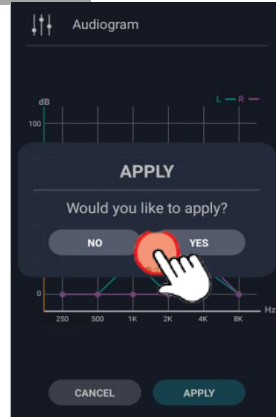 Audiogram
dB
L R
100
APPLY
Would you like to apply?
NO YES
0
250 500 1K 2K 4K 8K
Hz
CANCEL APPLY